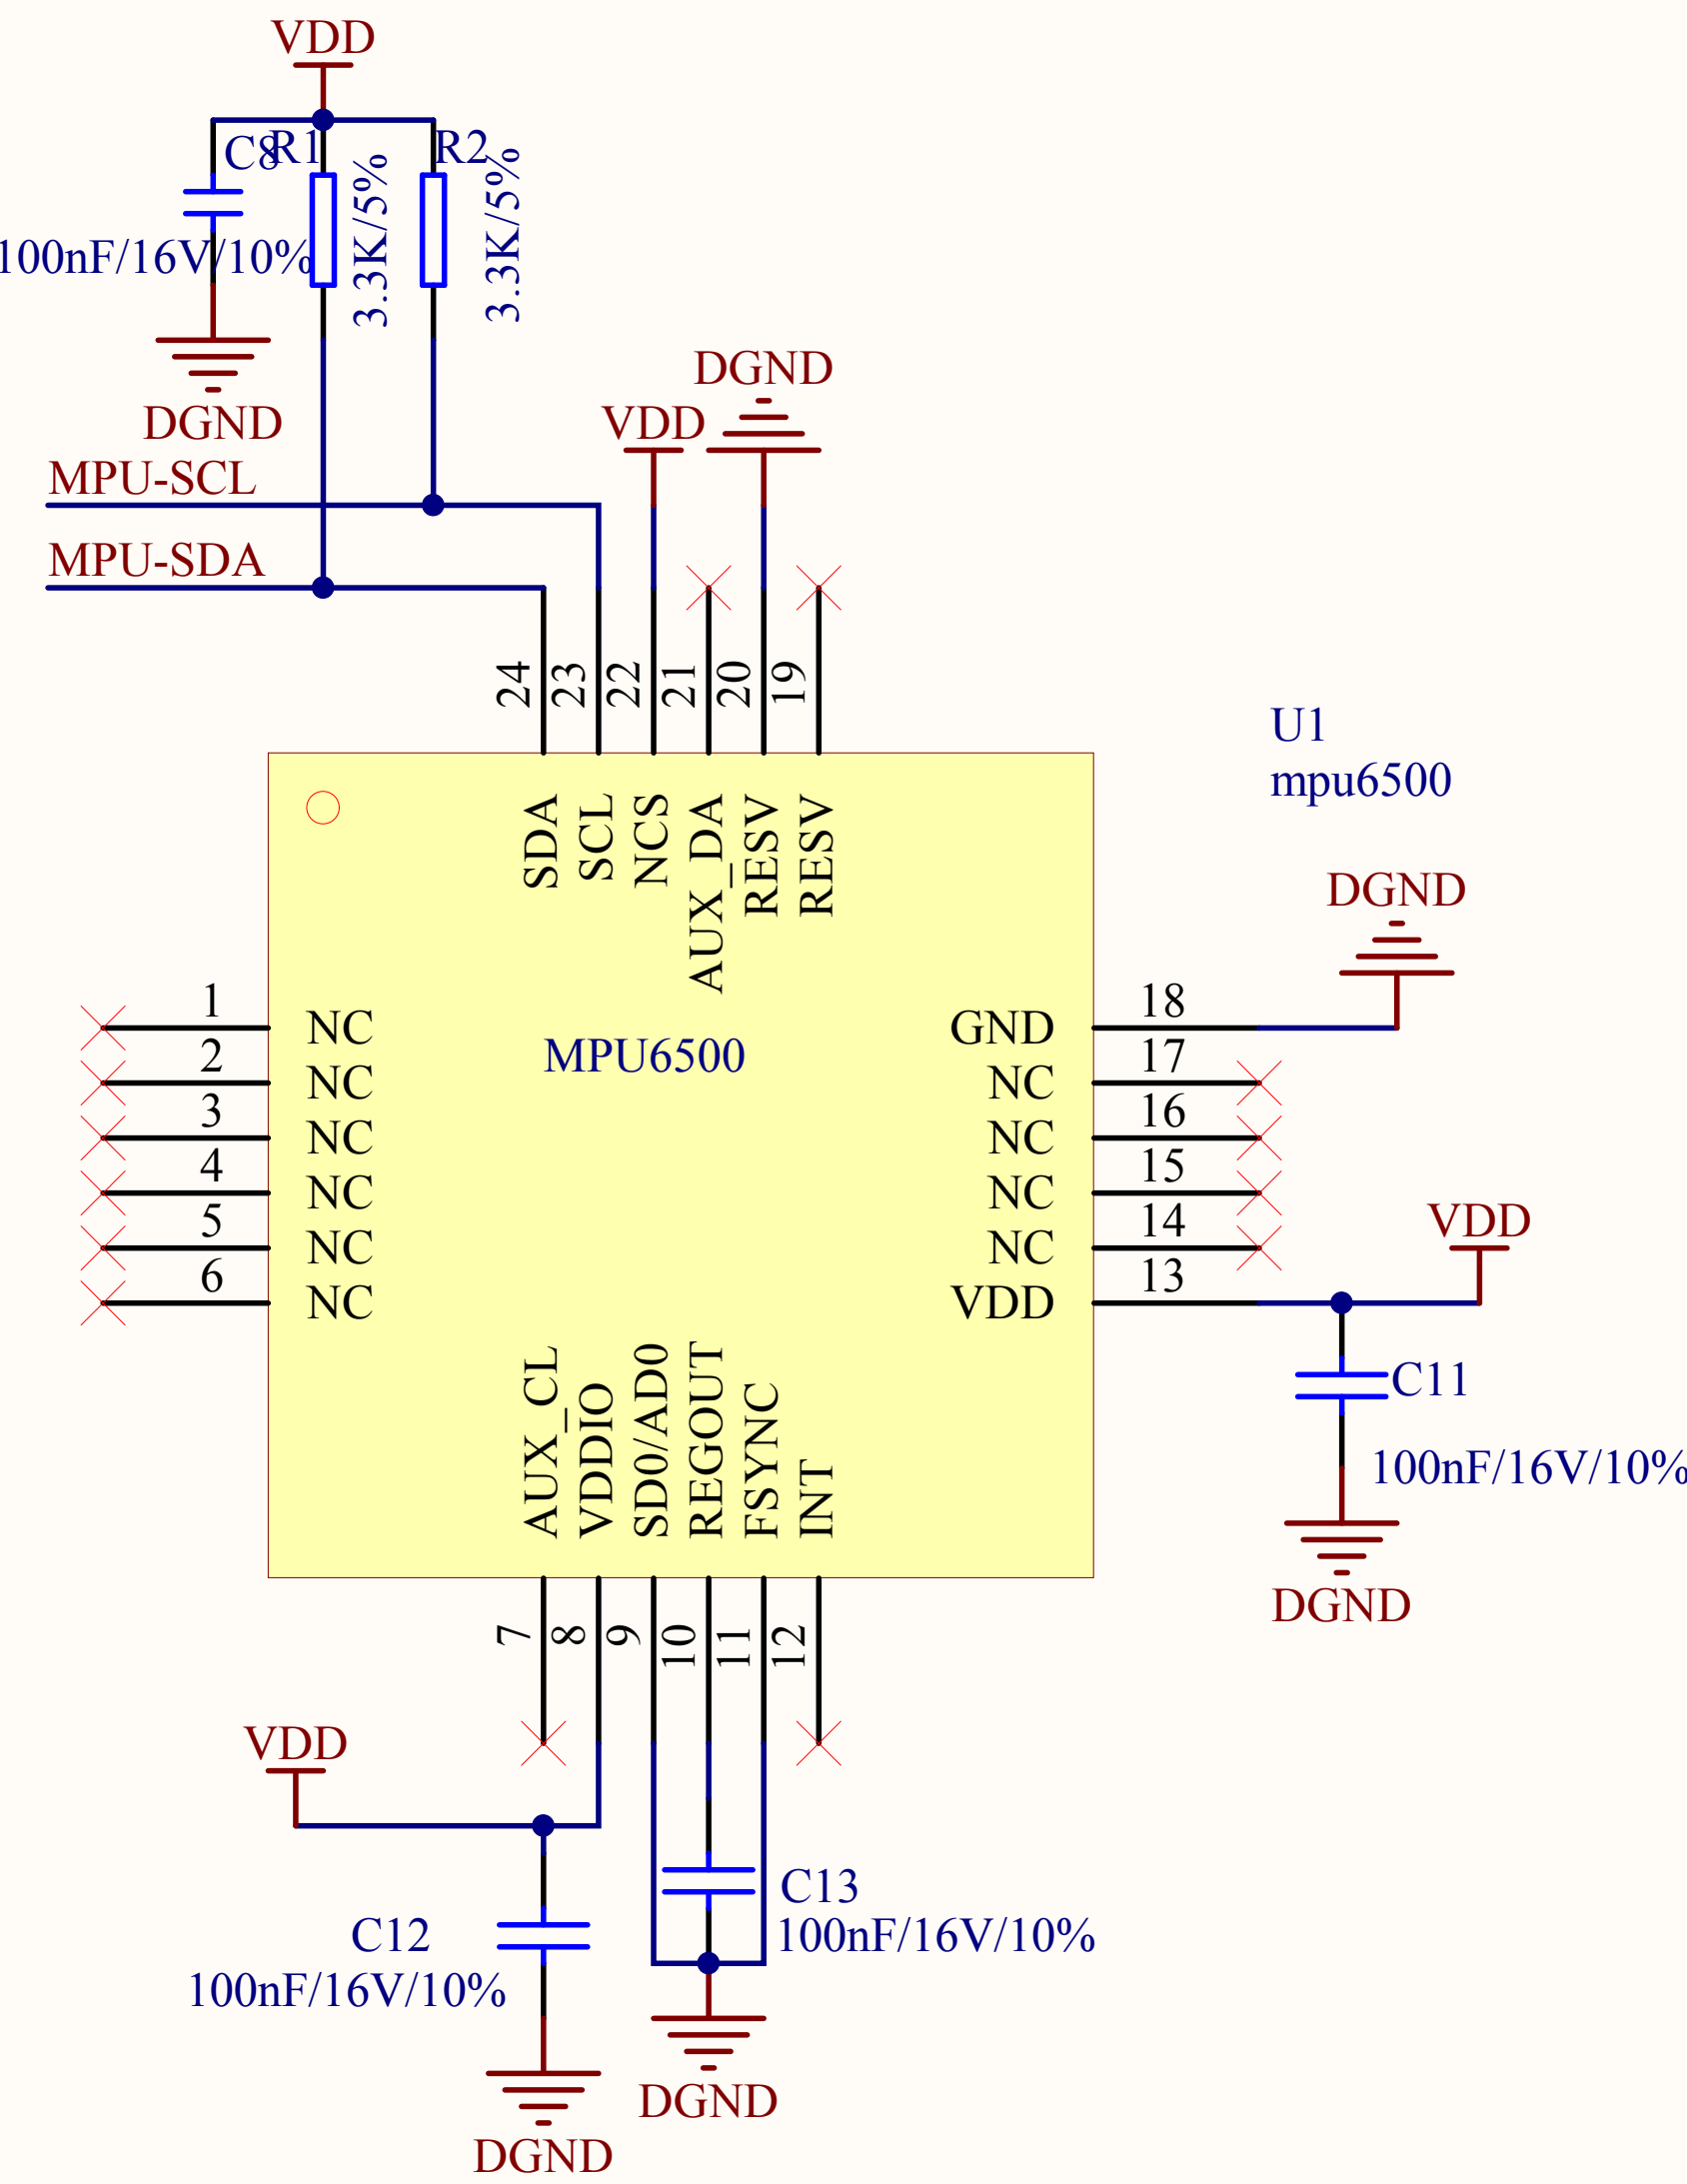 VDD
C8
R1
R2
3.3K/5%
3.3K/5%
100nF/16V/10%
DGND
DGND
VDD
MPU-SCL
MPU-SDA
24
23
22
21
20
19
U1
mpu6500
SDA
SCL
NCS
AUX_DA
RESV
RESV
DGND
1
NC
2
NC
3
NC
4
NC
5
NC
6
NC
MPU6500
GND
18
NC
17
NC
16
NC
15
NC
14
VDD
13
VDD
C11
100nF/16V/10%
DGND
AUX_CL
VDDIO
SD0/AD0
REGOUT
FSYNC
INT
7
8
9
10
11
12
VDD
C12
100nF/16V/10%
C13
100nF/16V/10%
DGND
DGND